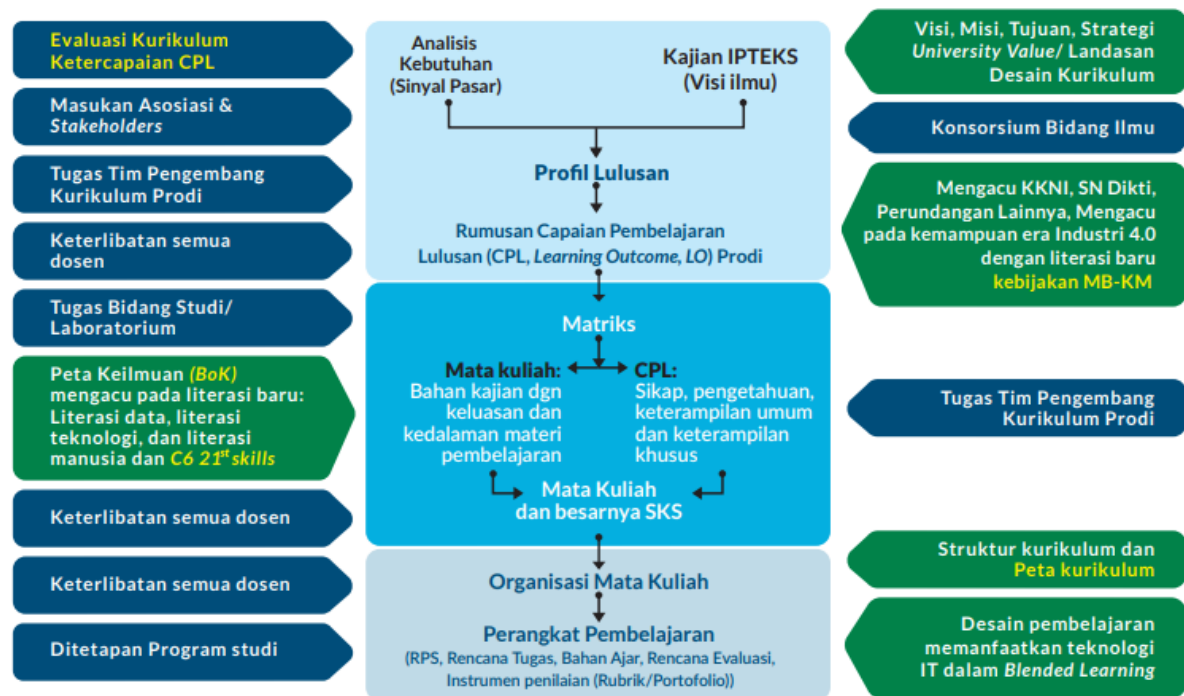 Evaluasi Kurikulum
Ketercapaian CPL
Masukan Asosiasi &
Stakeholders
Tugas Tim Pengembang
Kurikulum Prodi
Keterlibatan semua
dosen
Tugas Bidang Studi/
Laboratorium
Peta Keilmuan (BoK)
mengacu pada literasi baru:
Literasi data, literasi
teknologi, dan literasi
manusia dan C6 21st skills
Keterlibatan semua dosen
Keterlibatan semua dosen
Ditetapan Program studi
Analisis
Kebutuhan
(Sinyal Pasar)
Kajian IPTEKS
(Visi ilmu)
Profil Lulusan
Rumusan Capaian Pembelajaran
Lulusan (CPL, Learning Outcome, LO) Prodi
Matriks
Mata kuliah:
Bahan kajian dgn
keluasan dan
kedalaman materi
pembelajaran
CPL:
Sikap, pengetahuan,
keterampilan umum
dan keterampilan
khusus
Mata Kuliah
dan besarnya SKS
Organisasi Mata Kuliah
Perangkat Pembelajaran
(RPS, Rencana Tugas, Bahan Ajar, Rencana Evaluasi,
Instrumen penilaian (Rubrik/Portofolio))
Visi, Misi, Tujuan, Strategi
University Value/ Landasan
Desain Kurikulum
Konsorsium Bidang Ilmu
Mengacu KKNI, SN Dikti,
Perundangan Lainnya, Mengacu
pada kemampuan era Industri 4.0
dengan literasi baru
kebijakan MB-KM
Tugas Tim Pengembang
Kurikulum Prodi
Struktur kurikulum dan
Peta kurikulum
Desain pembelajaran
memanfaatkan teknologi
IT dalam Blended Learning